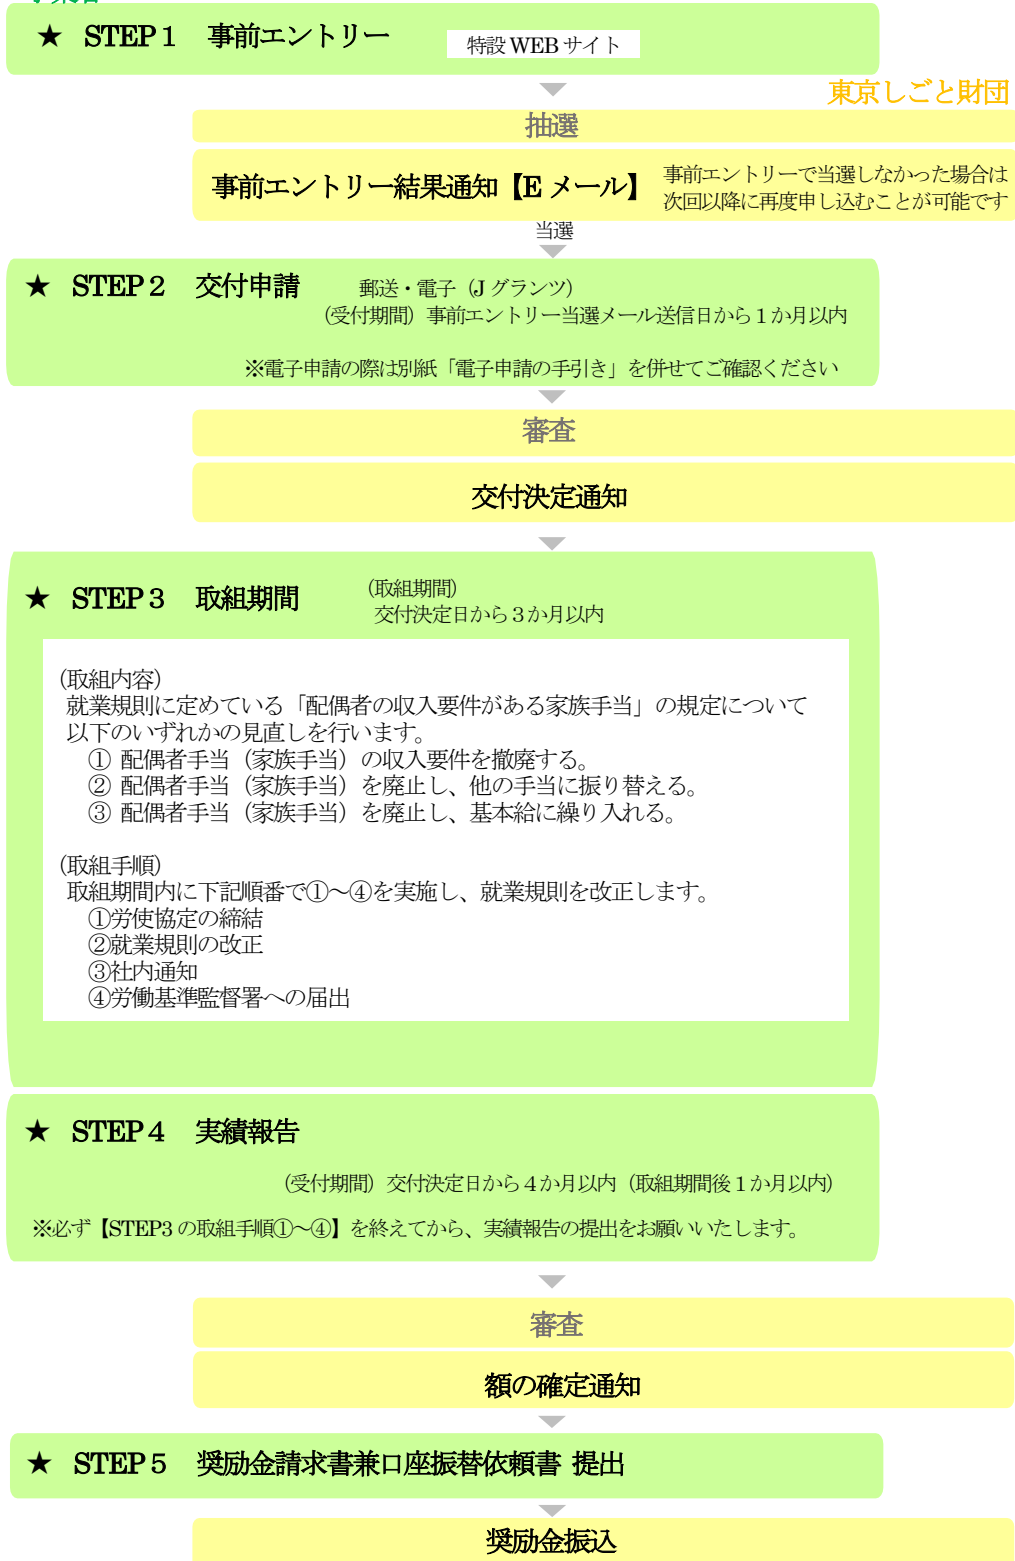 ★ STEP１ 事前エントリー
特設 WEB サイト
東京しごと財団
抽選
事前エントリー結果通知【E メール】
事前エントリーで当選しなかった場合は
次回以降に再度申し込むことが可能です
当選
★ STEP２ 交付申請 郵送・電子（J グランツ）
（受付期間）事前エントリー当選メール送信日から１か月以内
※電子申請の際は別紙「電子申請の手引き」を併せてご確認ください
審査
交付決定通知
★ STEP３ 取組期間
（取組期間）
交付決定日から３か月以内
（取組内容）
就業規則に定めている「配偶者の収入要件がある家族手当」の規定について
以下のいずれかの見直しを行います。
① 配偶者手当（家族手当）の収入要件を撤廃する。
② 配偶者手当（家族手当）を廃止し、他の手当に振り替える。
③ 配偶者手当（家族手当）を廃止し、基本給に繰り入れる。
（取組手順）
取組期間内に下記順番で①～④を実施し、就業規則を改正します。
①労使協定の締結
②就業規則の改正
③社内通知
④労働基準監督署への届出
★ STEP４ 実績報告
（受付期間）交付決定日から４か月以内（取組期間後１か月以内）
※必ず【STEP3 の取組手順①～④】を終えてから、実績報告の提出をお願いいたします。
審査
額の確定通知
★ STEP５ 奨励金請求書兼口座振替依頼書 提出
奨励金振込